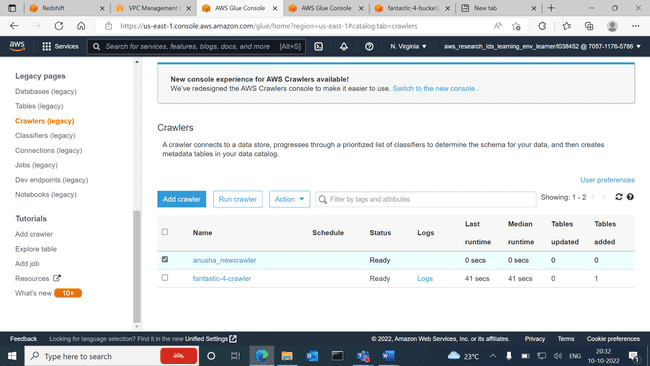 Redshift
VPC Management
AWS Glue Console
AWS Glue Console
fantastic-4-bucket
New tab
https://us-east-1.console.aws.amazon.com/glue/home?region=us-east-1#catalog:tab=crawlers
aws
Services
Search for services, features, blogs, docs, and more
[Alt+S]
N. Virginia
aws_research_ids_learning_env_learner/l038452 @ 7057-1176-5786
Legacy pages
Databases (legacy)
Tables (legacy)
Crawlers (legacy)
Classifiers (legacy)
Connections (legacy)
Jobs (legacy)
Dev endpoints (legacy)
Notebooks (legacy)
Tutorials
Add crawler
Explore table
Add job
Resources
What's new 10+
New console experience for AWS Crawlers available!
We've redesigned the AWS Crawlers console to make it easier to use. Switch to the new console .
Crawlers
A crawler connects to a data store, progresses through a prioritized list of classifiers to determine the schema for your data, and then creates
metadata tables in your data catalog.
User preferences
Add crawler
Run crawler
Action
Filter by tags and attributes
Showing: 1 - 2
Name Schedule Status Logs Last runtime Median runtime Tables updated Tables added
anusha_newcrawler Ready 0 secs 0 secs 0 0
fantastic-4-crawler Ready Logs 41 secs 41 secs 0 1
Feedback
Looking for language selection? Find it in the new Unified Settings
© 2022, Amazon Web Services, Inc. or its affiliates.
Privacy
Terms
Cookie preferences
Type here to search
23°C
ENG
20:32
10-10-2022